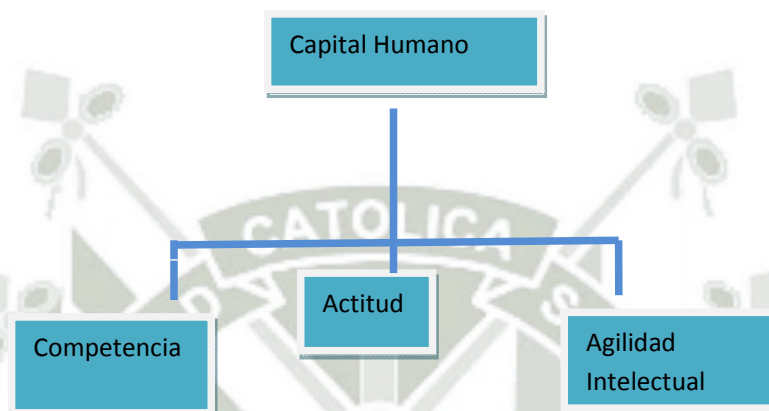 Capital Humano
CATOLICA
Actitud
Competencia
Agilidad
Intelectual